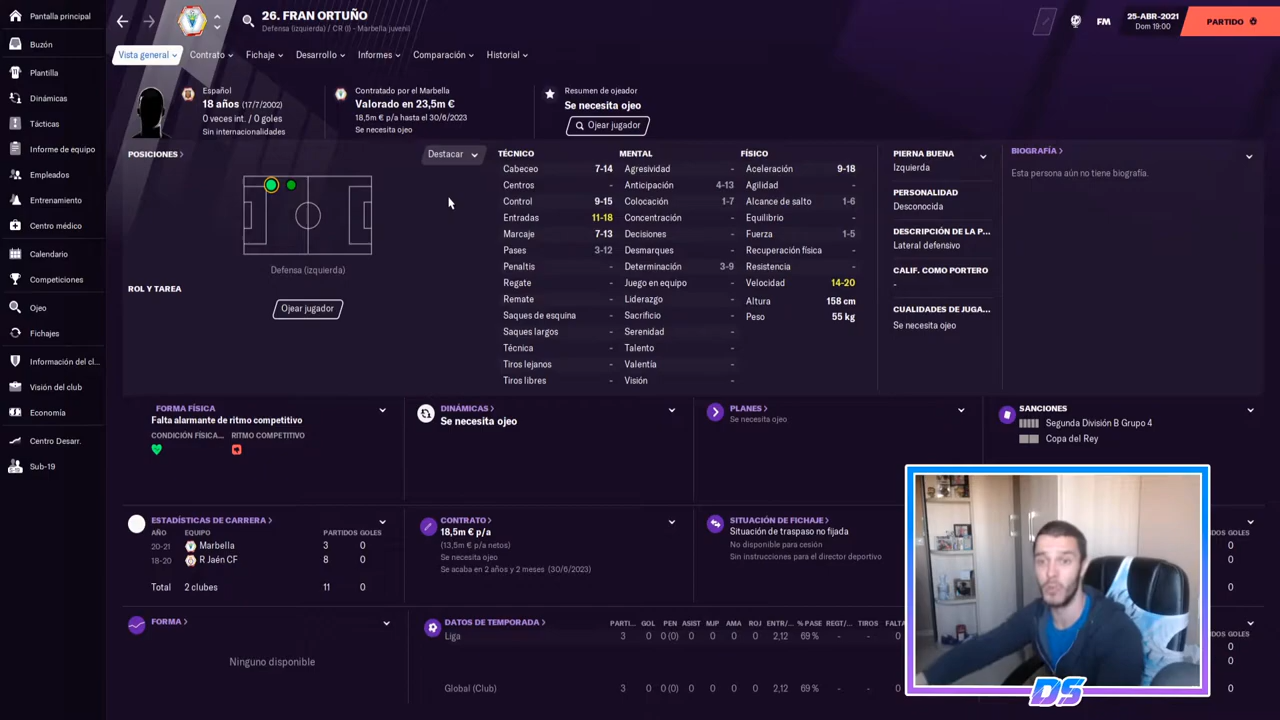 Pantalla principal
Buzón
Plantilla
Dinámicas
Tácticas
Informe de equipo
Empleados
Entrenamiento
Centro médico
Calendario
Competiciones
Ojeo
Fichajes
Información del cl...
Visión del club
Economía
Centro Desarr.
Sub-19
26. FRAN ORTUÑO
Defensa (izquierda) / CR (I) - Marbella juvenil
FM
25-ABR-2021
Dom 19:00
PARTIDO
Vista general
Contrato
Fichaje
Desarrollo
Informes
Comparación
Historial
Español
18 años (17/7/2002)
0 veces int. / 0 goles
Sin internacionalidades
Contratado por el Marbella
Valorado en 23,5m €
18,5m € p/a hasta el 30/6/2023
Se necesita ojeo
Resumen de ojeador
Se necesita ojeo
Ojear jugador
POSICIONES
Destacar
Defensa (izquierda)
ROL Y TAREA
Ojear jugador
TÉCNICO
Cabeceo 7-14
Centros -
Control 9-15
Entradas 11-18
Marcaje 7-13
Pases 3-12
Penaltis -
Regate -
Remate -
Saques de esquina -
Saques largos -
Técnica -
Tiros lejanos -
Tiros libres -
MENTAL
Agresividad -
Anticipación 4-13
Colocación 1-7
Concentración -
Decisiones -
Desmarques -
Determinación 3-9
Juego en equipo -
Liderazgo -
Sacrificio -
Serenidad -
Talento -
Valentía -
Visión -
FÍSICO
Aceleración 9-18
Agilidad -
Alcance de salto 1-6
Equilibrio -
Fuerza 1-5
Recuperación física -
Resistencia -
Velocidad 14-20
Altura 158 cm
Peso 55 kg
PIERNA BUENA
Izquierda
PERSONALIDAD
Desconocida
DESCRIPCIÓN DE LA P...
Lateral defensivo
CALIF. COMO PORTERO
-
CUALIDADES DE JUGA...
Se necesita ojeo
BIOGRAFÍA
Esta persona aún no tiene biografía.
FORMA FÍSICA
Falta alarmante de ritmo competitivo
CONDICIÓN FÍSICA... RITMO COMPETITIVO
DINÁMICAS
Se necesita ojeo
PLANES
Se necesita ojeo
SANCIONES
Segunda División B Grupo 4
Copa del Rey
ESTADÍSTICAS DE CARRERA
AÑO EQUIPO PARTIDOS GOLES
20-21 Marbella 3 0
18-20 R Jaén CF 8 0
Total 2 clubes 11 0
CONTRATO
18,5m € p/a
(13,5m € p/a netos)
Se necesita ojeo
Se acaba en 2 años y 2 meses (30/6/2023)
SITUACIÓN DE FICHAJE
Situación de traspaso no fijada
No disponible para cesión
Sin instrucciones para el director deportivo
GOLES
0
0
0
FORMA
Ninguno disponible
DATOS DE TEMPORADA PARTI... GOL PEN ASIST MJP AMA ROJ ENTR/... % PASE REGT/... TIROS FALTA
Liga 3 0 0 (0) 0 0 0 0 2,12 69 % - - 0
Global (Club) 3 0 0 (0) 0 0 0 0 2,12 69 % - - 0
GOLES
0
0
0
DS